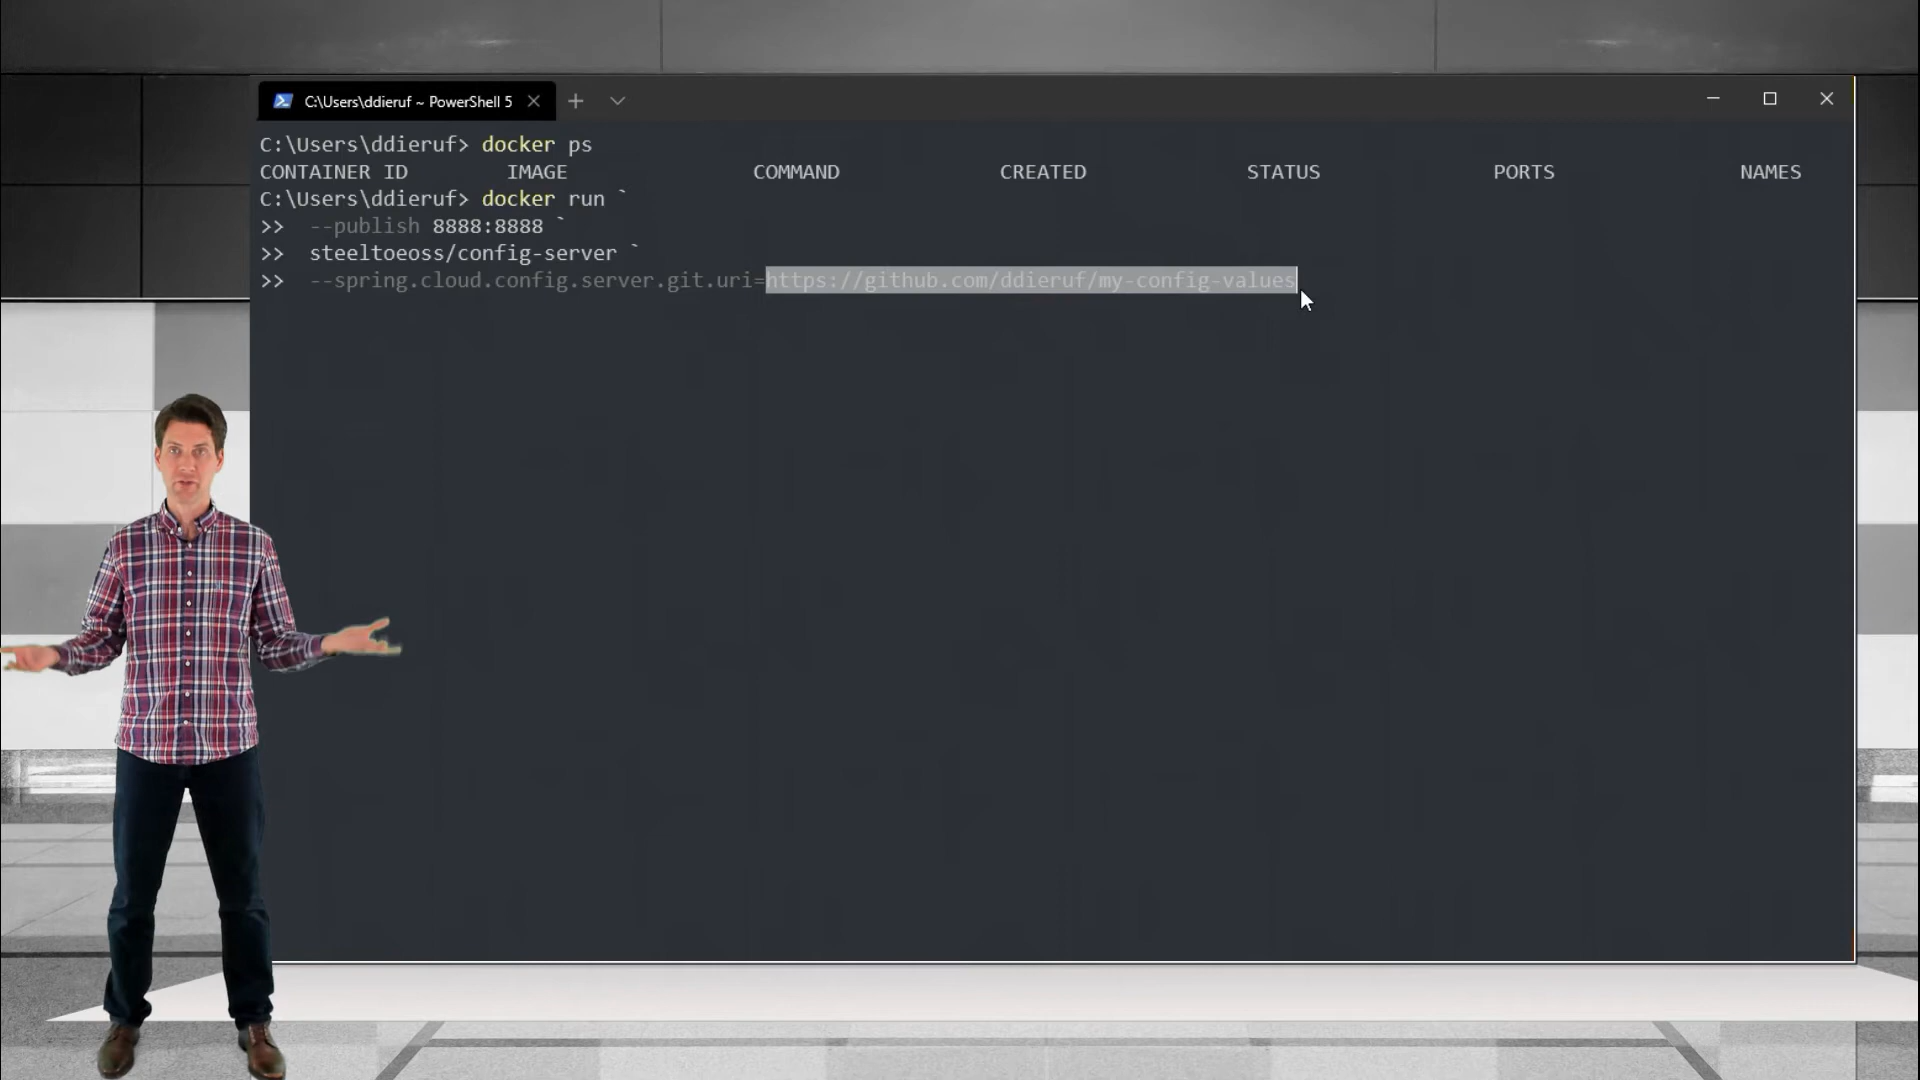 C:\Users\ddieruf ~ PowerShell 5
C:\Users\ddieruf> docker ps
CONTAINER ID IMAGE COMMAND CREATED STATUS PORTS NAMES
C:\Users\ddieruf> docker run `
>> --publish 8888:8888 `
>> steeltoeoss/config-server `
>> --spring.cloud.config.server.git.uri=https://github.com/ddieruf/my-config-values